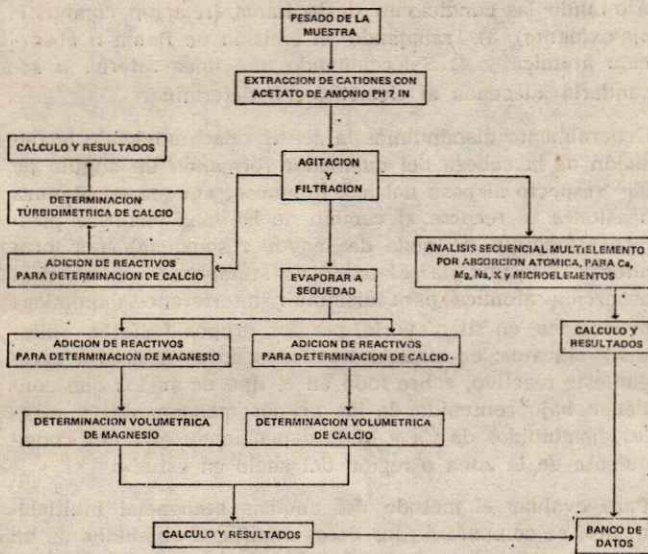 PESADO DE LA
MUESTRA
EXTRACCION DE CATIONES CON
ACETATO DE AMONIO PH 7 IN
AGITACION
Y
FILTRACION
CALCULO Y RESULTADOS
DETERMINACION
TURBIDIMETRICA DE CALCIO
ADICION DE REACTIVOS
PARA DETERMINACION DE CALCIO
EVAPORAR A
SEQUEDAD
ANALISIS SECUENCIAL MULTIELEMENTO
POR ABSORCION ATOMICA, PARA Ca,
Mg, Na, K y MICROELEMENTOS
ADICION DE REACTIVOS
PARA DETERMINACION DE MAGNESIO
ADICION DE REACTIVOS
PARA DETERMINACION DE CALCIO
CALCULO Y
RESULTADOS
DETERMINACION VOLUMETRICA
DE MAGNESIO
DETERMINACION VOLUMETRICA
DE CALCIO
CALCULO Y RESULTADOS
BANCO DE
DATOS